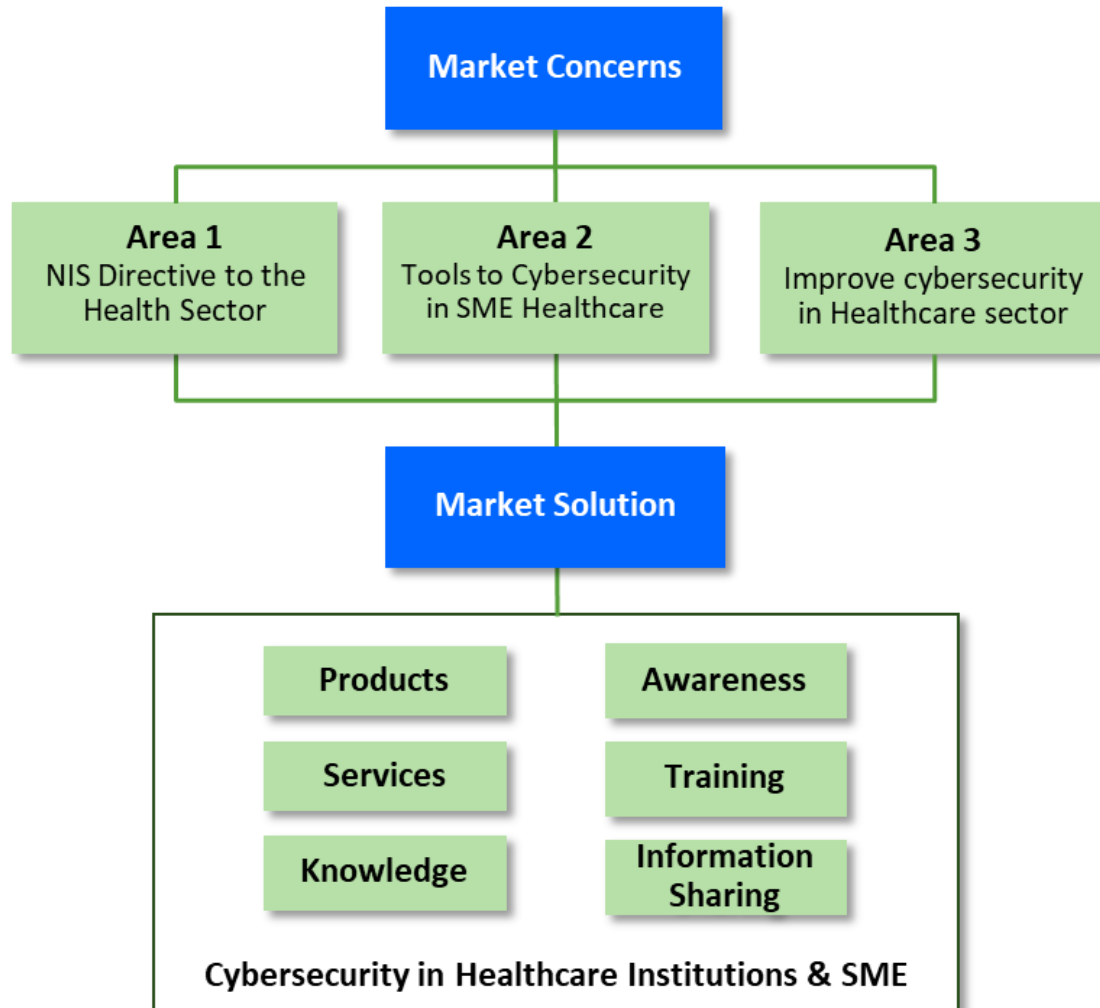 Market Concerns
Area 1
NIS Directive to the
Health Sector
Area 2
Tools to Cybersecurity
in SME Healthcare
Area 3
Improve cybersecurity
in Healthcare sector
Market Solution
Products
Awareness
Services
Training
Knowledge
Information
Sharing
Cybersecurity in Healthcare Institutions & SME